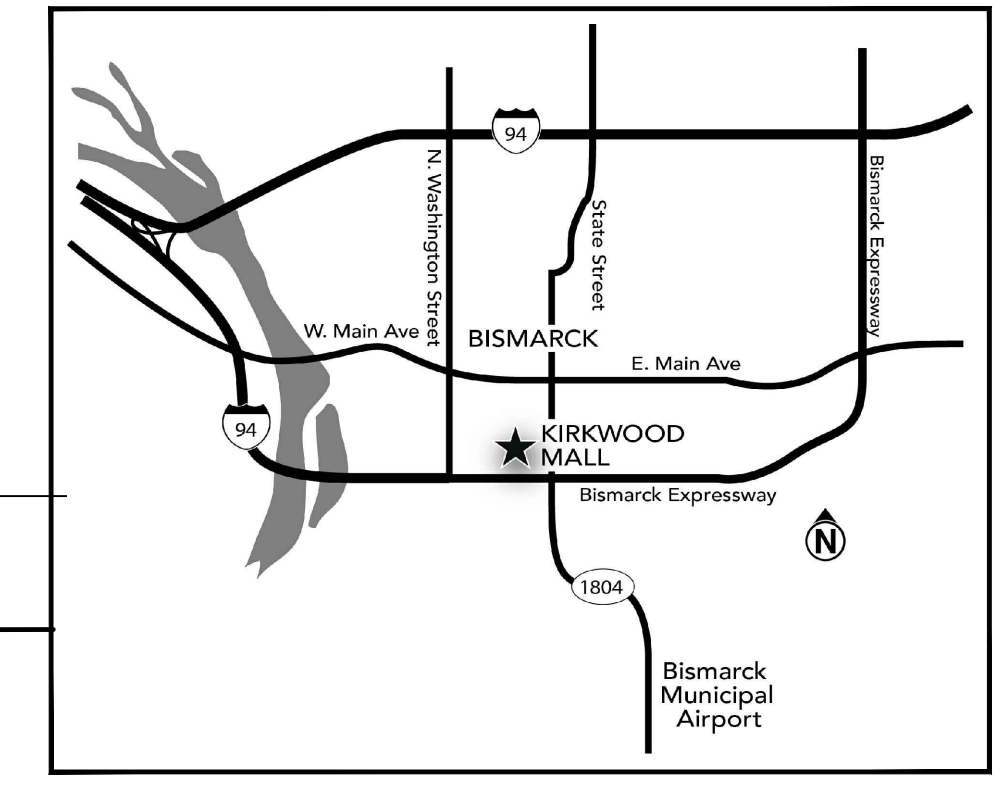 94
N. Washington Street
State Street
Bismarck Expressway
W. Main Ave
BISMARCK
E. Main Ave
94
KIRKWOOD
MALL
Bismarck Expressway
N
1804
Bismarck
Municipal
Airport